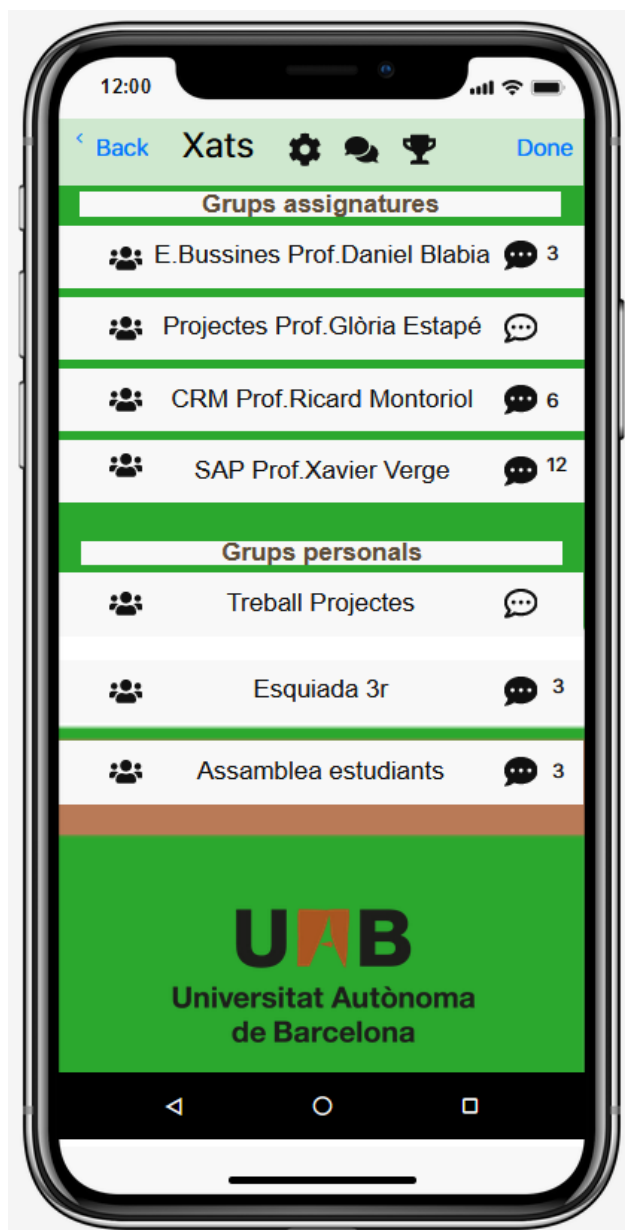 12:00
Back Xats Done
Grups assignatures
E.Bussines Prof.Daniel Blabia 3
Projectes Prof.Glòria Estapé
CRM Prof.Ricard Montoriol 6
SAP Prof.Xavier Verge 12
Grups personals
Treball Projectes
Esquiada 3r 3
Assamblea estudiants 3
UAB
Universitat Autònoma
de Barcelona